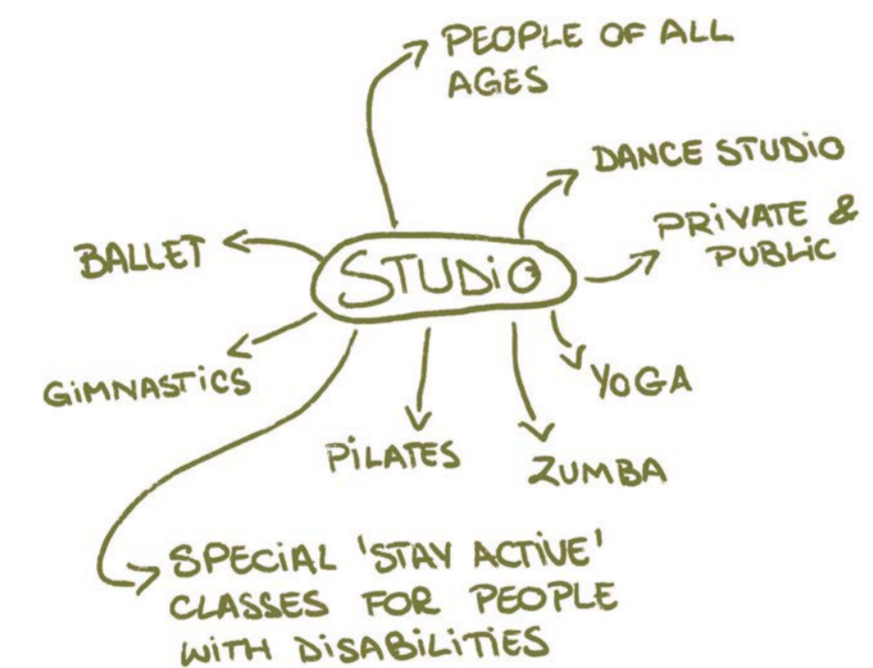 PEOPLE OF ALL
AGES
DANCE STUDIO
PRIVATE &
PUBLIC
BALLET
STUDIO
GIMNASTICS
YOGA
PILATES
ZUMBA
SPECIAL 'STAY ACTIVE'
CLASSES FOR PEOPLE
WITH DISABILITIES